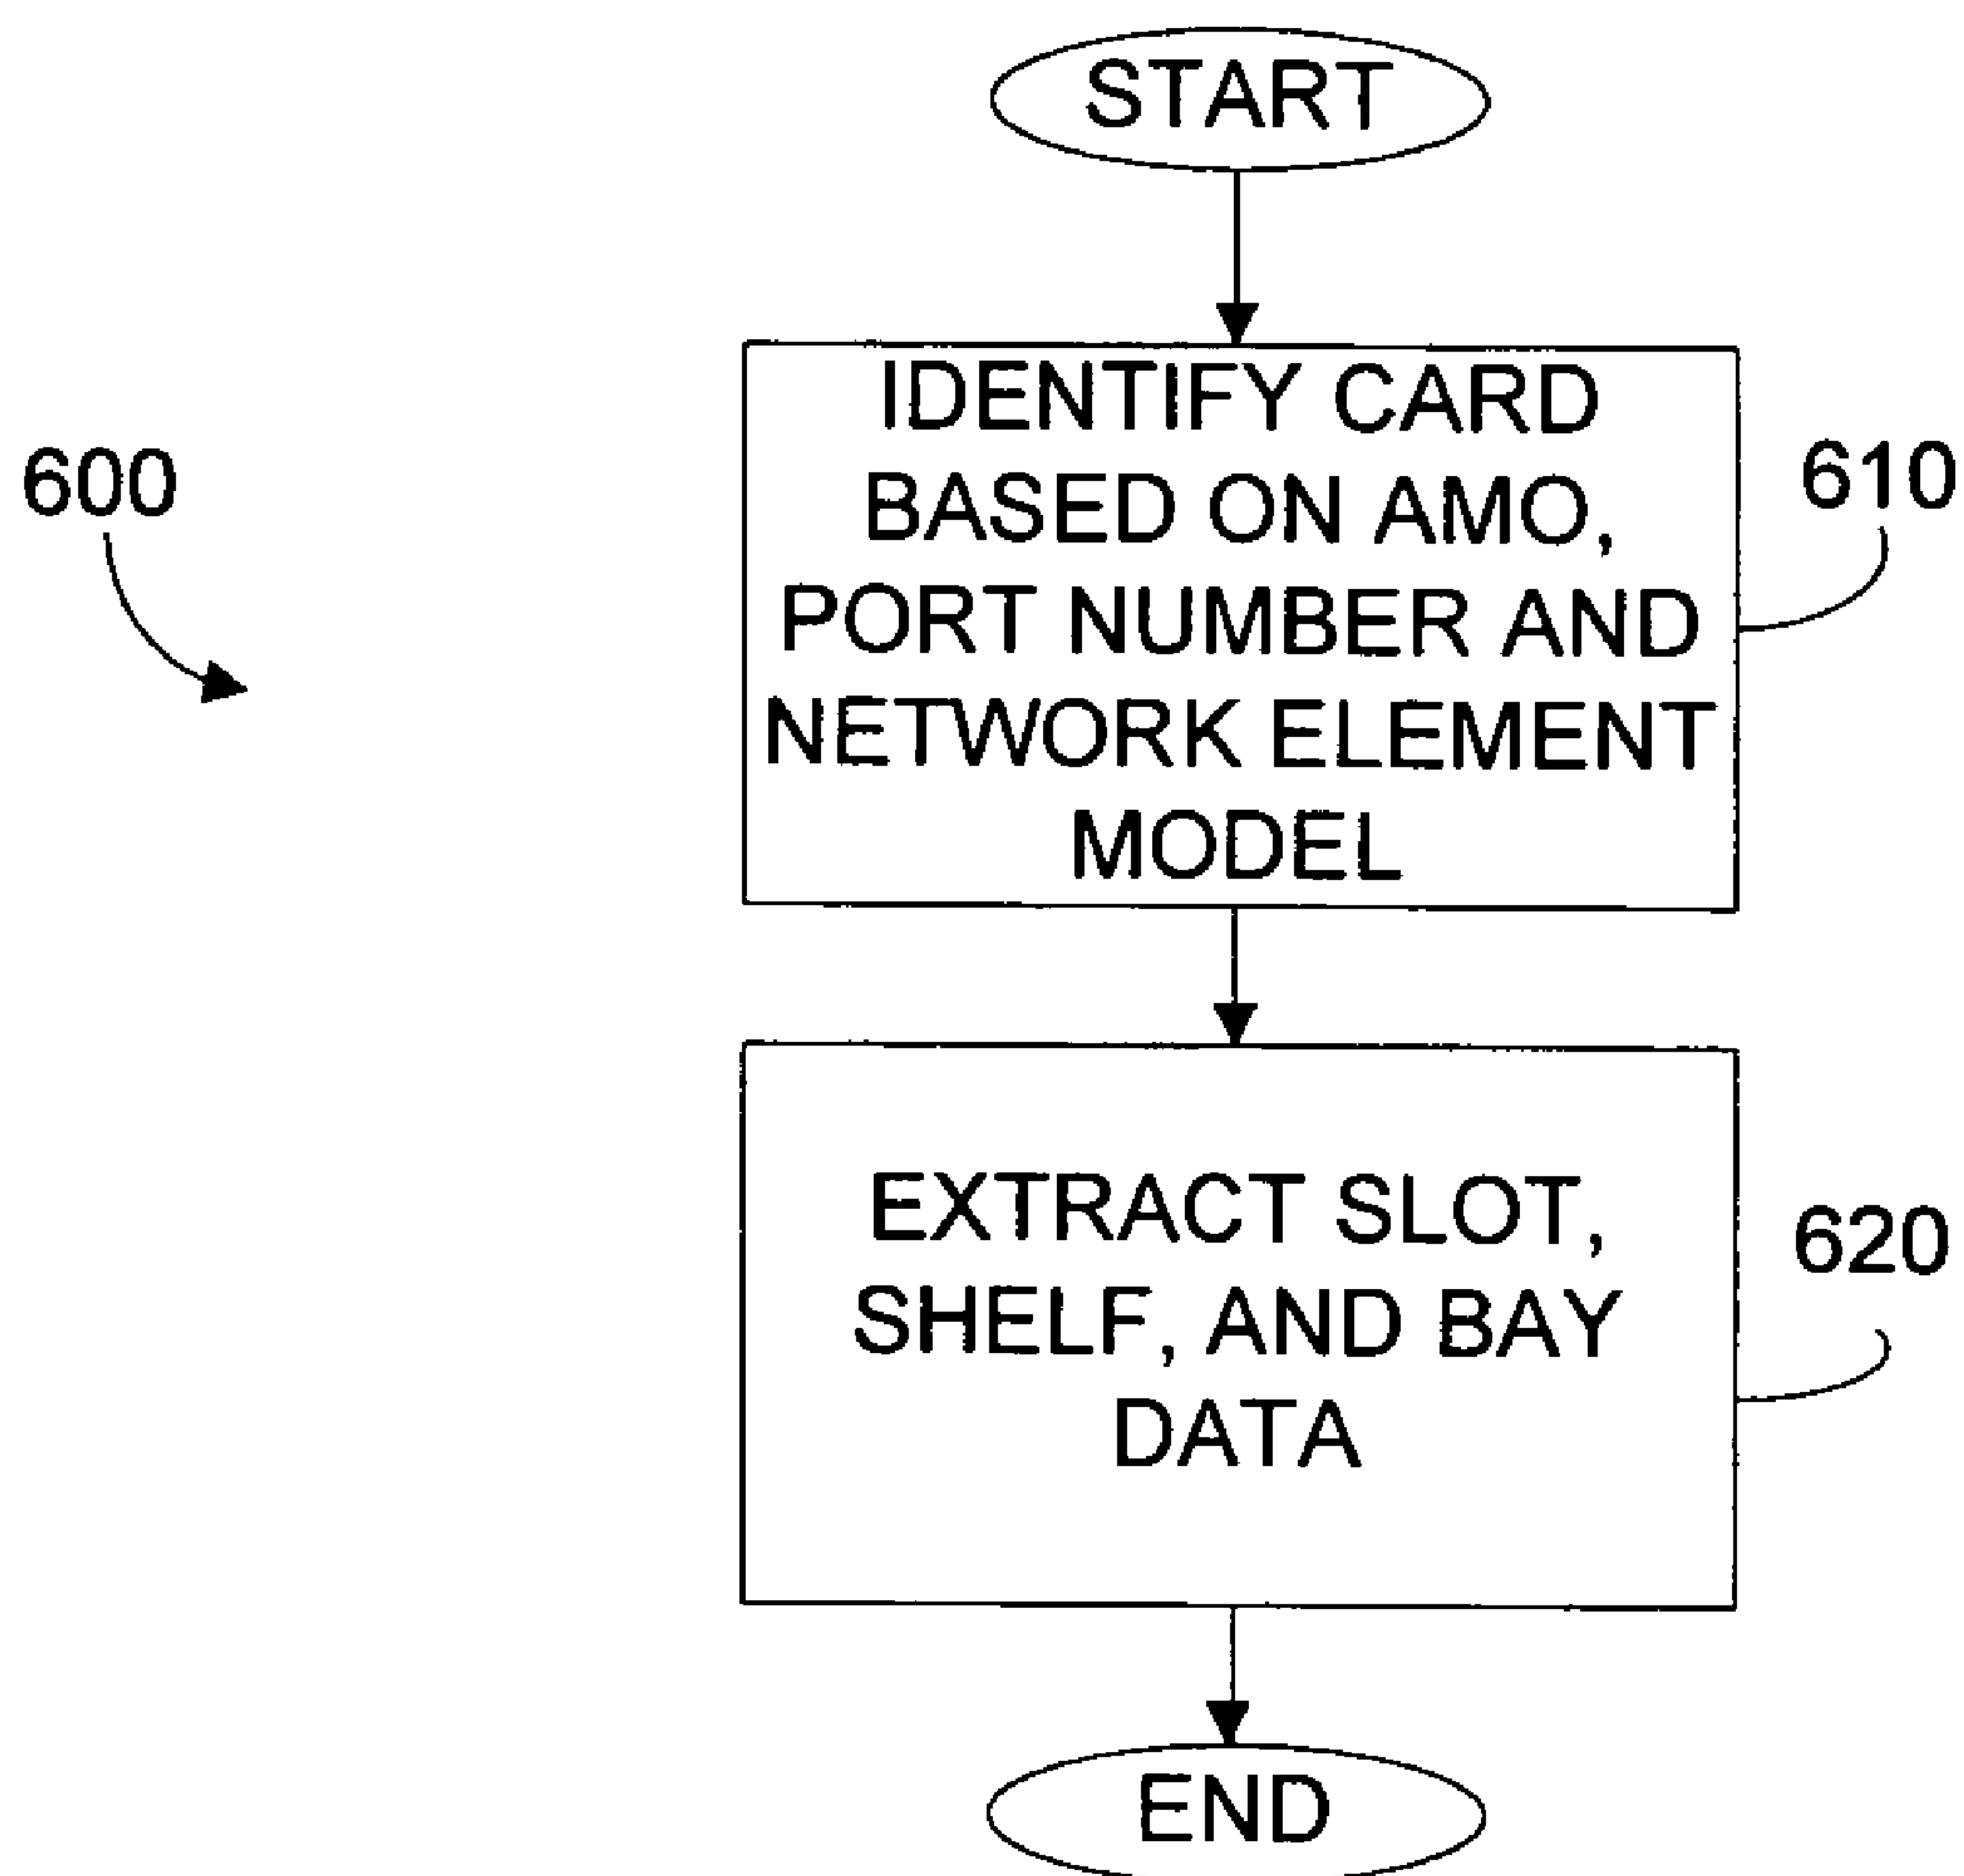 START
IDENTIFY CARD
BASED ON AMO,
PORT NUMBER AND
NETWORK ELEMENT
MODEL
600
610
EXTRACT SLOT,
SHELF, AND BAY
DATA
620
END